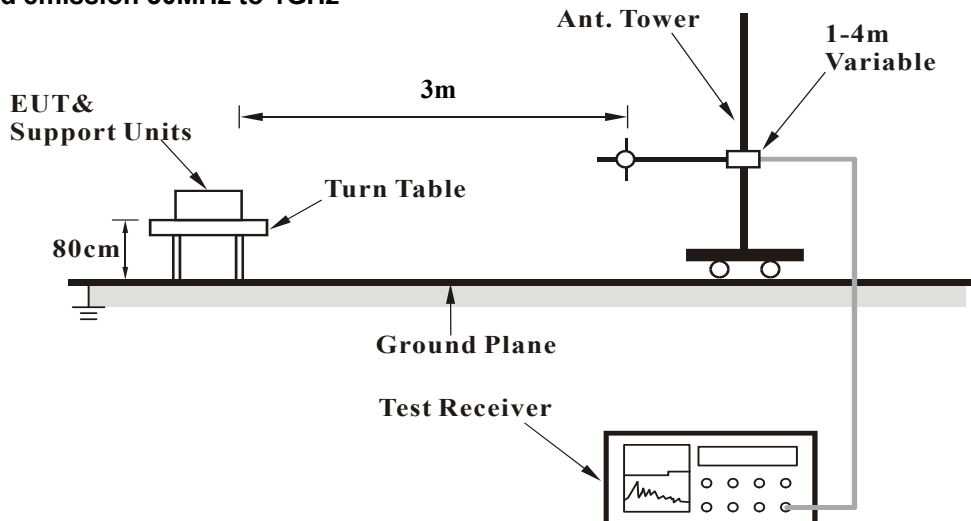 d emission 30MHz to 1GHz
Ant. Tower
1-4m
Variable
3m
EUT&
Support Units
Turn Table
80cm
Ground Plane
Test Receiver